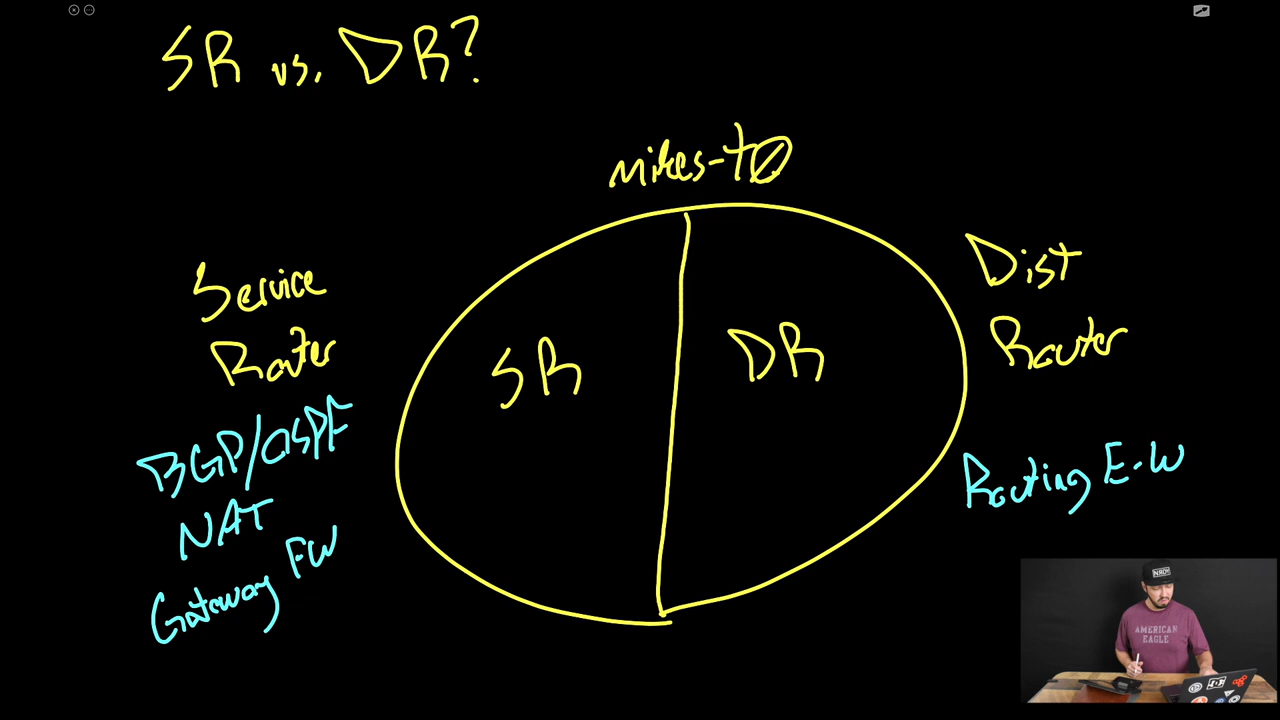 SR vs. DR?
mikes-t0
Service
Router
BGP/OSPF
NAT
Gateway FW
SR
DR
Dist
Router
Routing E-W
AMERICAN
EAGLE